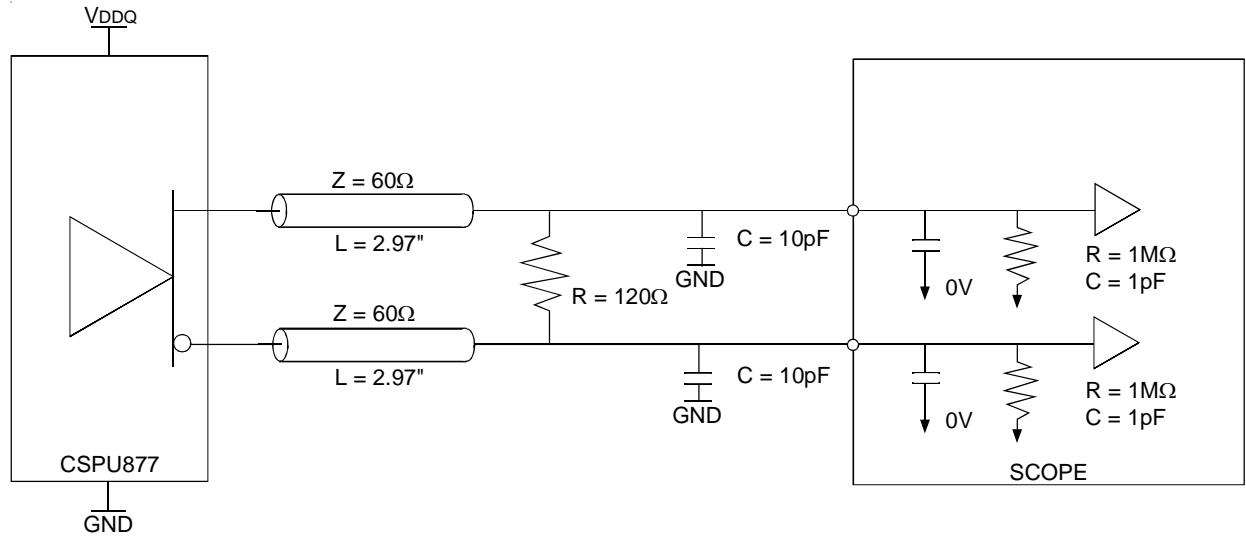 VDDQ
Z = 60Ω
L = 2.97"
C = 10pF
GND
R = 1MΩ
C = 1pF
0V
R = 120Ω
Z = 60Ω
L = 2.97"
C = 10pF
GND
R = 1MΩ
C = 1pF
0V
CSPU877
SCOPE
GND